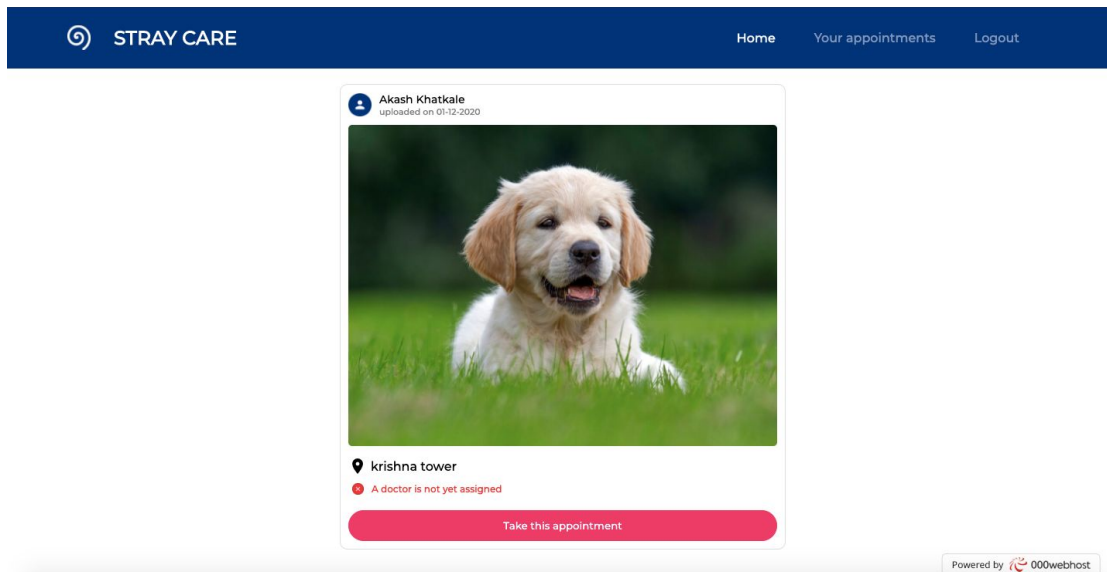 STRAY CARE
Home Your appointments Logout
Akash Khatkale
uploaded on 01-12-2020
krishna tower
A doctor is not yet assigned
Take this appointment
Powered by 000webhost